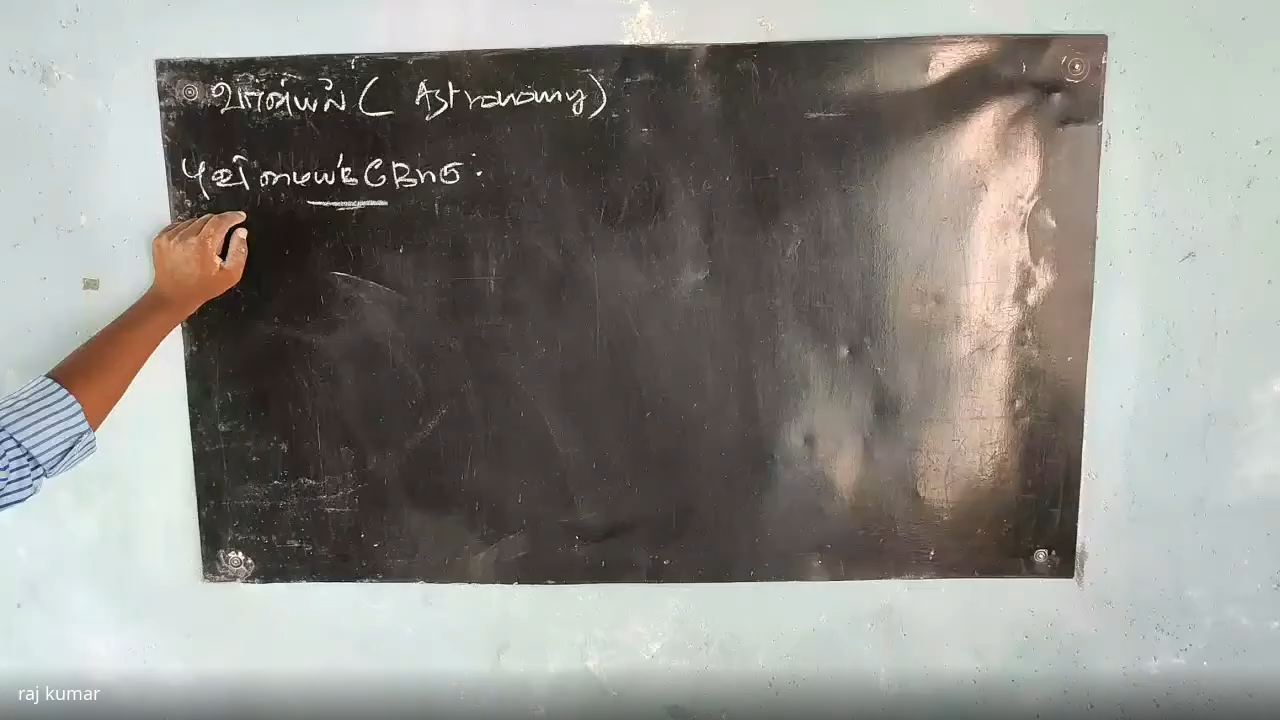 வானியல் ( Astronomy)
புவி மையக்கோட்
raj kumar